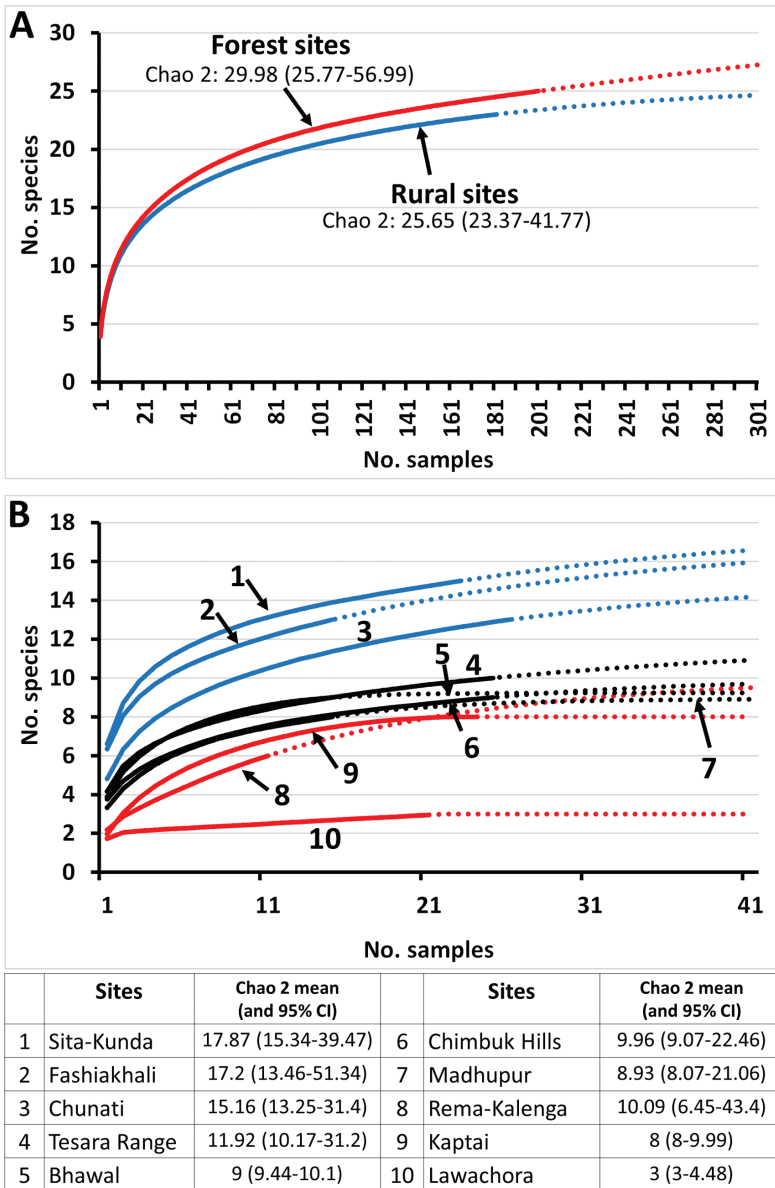 A
Forest sites
Chao 2: 29.98 (25.77-56.99)
Rural sites
Chao 2: 25.65 (23.37-41.77)
No. species
30
25
20
15
10
5
0
1 21 41 61 81 101 121 141 161 181 201 221 241 261 281 301
No. samples
B
No. species
18
16
14
12
10
8
6
4
2
0
1
2
3
5 4
6
7
8
9
10
1 11 21 31 41
No. samples
Sites Chao 2 mean (and 95% CI) Sites Chao 2 mean (and 95% CI)
1 Sita-Kunda 17.87 (15.34-39.47) 6 Chimbuk Hills 9.96 (9.07-22.46)
2 Fashiakhali 17.2 (13.46-51.34) 7 Madhupur 8.93 (8.07-21.06)
3 Chunati 15.16 (13.25-31.4) 8 Rema-Kalenga 10.09 (6.45-43.4)
4 Tesara Range 11.92 (10.17-31.2) 9 Kaptai 8 (8-9.99)
5 Bhawal 9 (9.44-10.1) 10 Lawachora 3 (3-4.48)